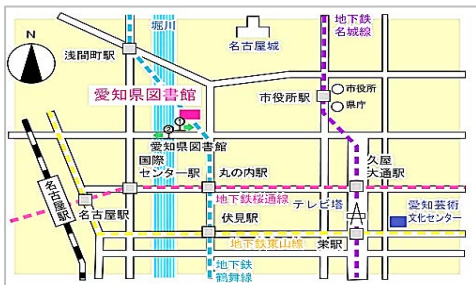 N
堀川
地下鉄
名城線
浅間町駅
名古屋城
愛知県図書館
市役所駅
市役所
県庁
1
2
愛知県図書館
国際
センター駅
丸の内駅
久屋
大通駅
名古屋駅
名古屋駅
地下鉄桜通線
テレビ塔
愛知芸術
文化センター
伏見駅
地下鉄東山線
栄駅
地下鉄
鶴舞線